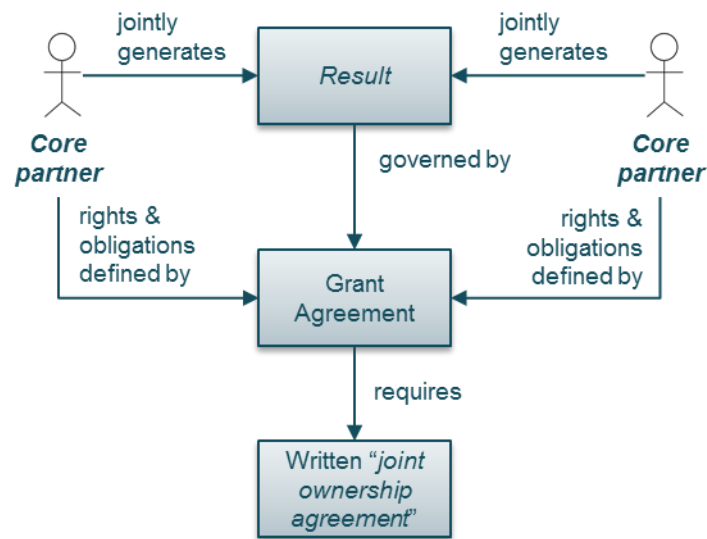 jointly
generates
jointly
generates
Result
Core
partner
Core
partner
governed by
rights &
obligations
defined by
rights &
obligations
defined by
Grant
Agreement
requires
Written “joint
ownership
agreement”